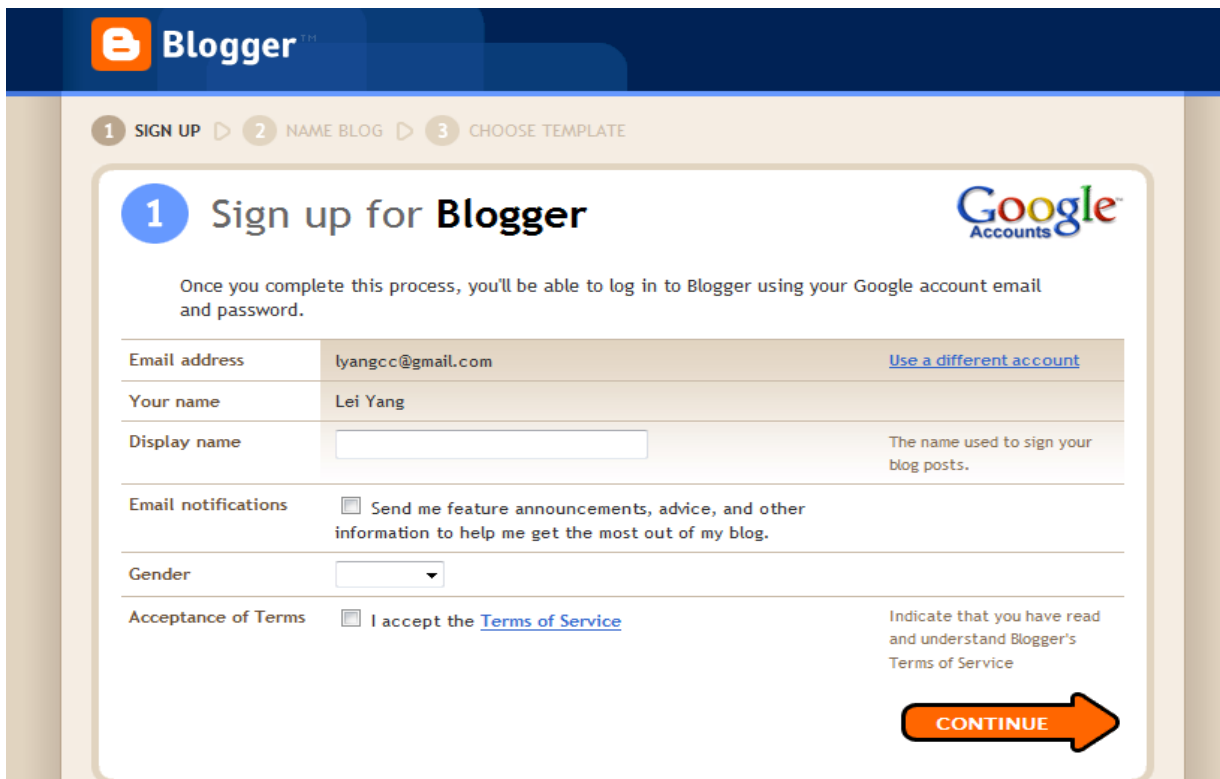 Blogger™
1 SIGN UP 2 NAME BLOG 3 CHOOSE TEMPLATE
1 Sign up for Blogger
Google™
Accounts
Once you complete this process, you'll be able to log in to Blogger using your Google account email
and password.
Email address lyangcc@gmail.com Use a different account
Your name Lei Yang
Display name The name used to sign your
blog posts.
Email notifications Send me feature announcements, advice, and other
information to help me get the most out of my blog.
Gender
Acceptance of Terms I accept the Terms of Service Indicate that you have read
and understand Blogger's
Terms of Service
CONTINUE